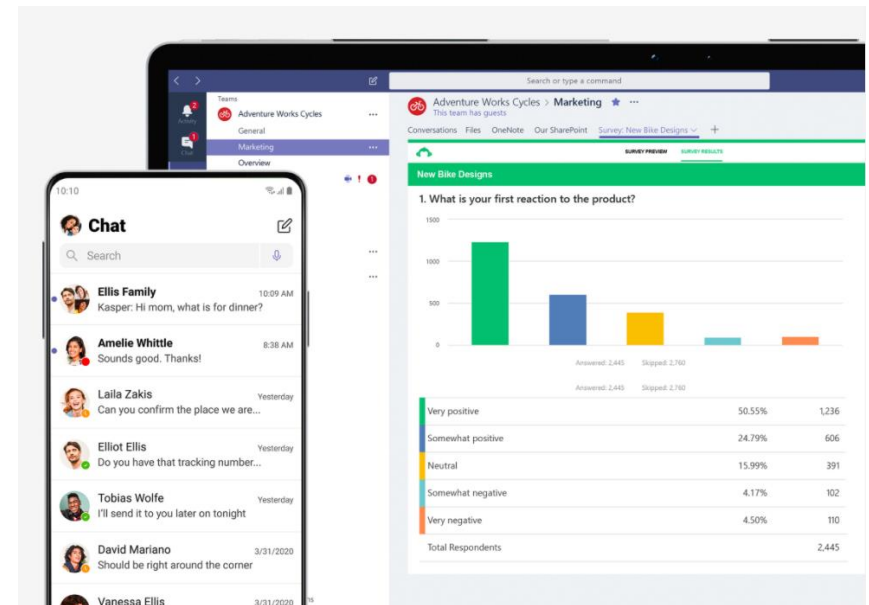 Search or type a command
Teams
Adventure Works Cycles
General
Marketing
Overview
2
Activity
1
Chat
! 1
Adventure Works Cycles > Marketing
This team has guests
Conversations Files OneNote Our SharePoint Survey: New Bike Designs
SURVEY PREVIEW SURVEY RESULTS
New Bike Designs
1. What is your first reaction to the product?
1500
1000
500
0
Answered: 2,445 Skipped: 2,760
Answered: 2,445 Skipped: 2,760
Very positive 50.55% 1,236
Somewhat positive 24.79% 606
Neutral 15.99% 391
Somewhat negative 4.17% 102
Very negative 4.50% 110
Total Respondents 2,445
10:10
Chat
Search
Ellis Family 10:09 AM
Kasper: Hi mom, what is for dinner?
Amelie Whittle 8:38 AM
Sounds good. Thanks!
Laila Zakis Yesterday
Can you confirm the place we are...
Elliot Ellis Yesterday
Do you have that tracking number...
Tobias Wolfe Yesterday
I'll send it to you later on tonight
David Mariano 3/31/2020
Should be right around the corner
Vanessa Ellis 3/31/2020